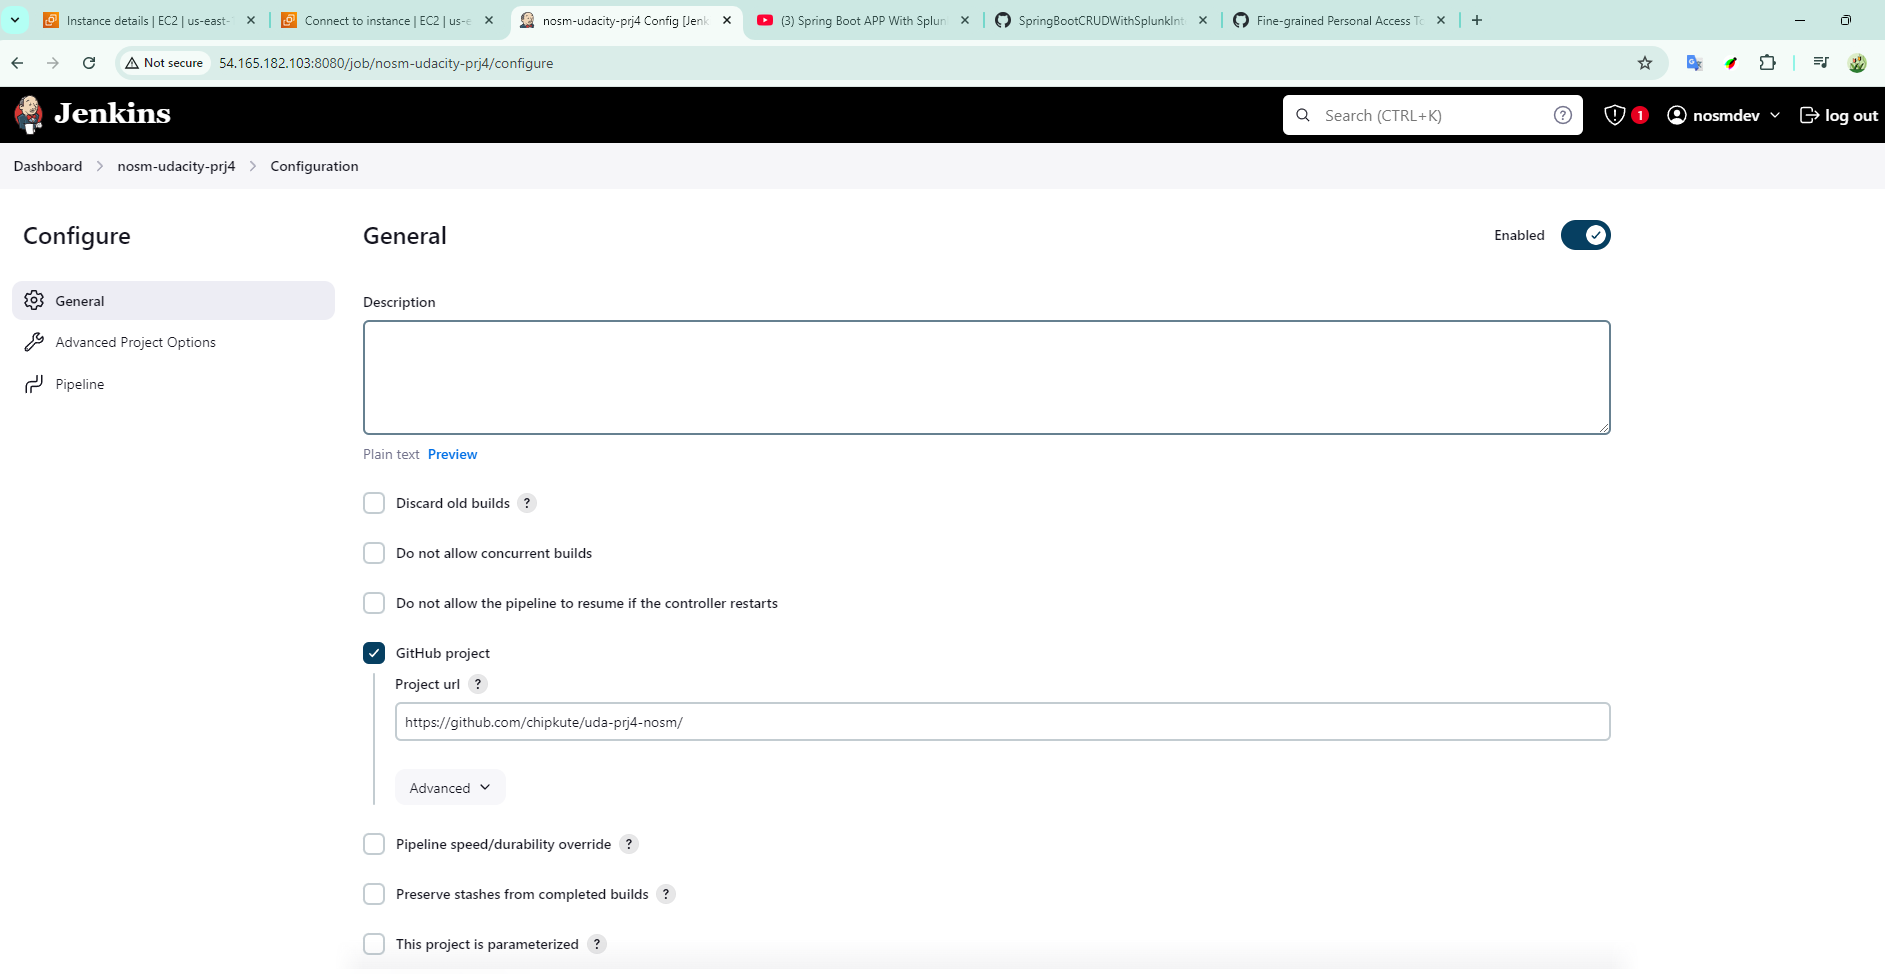 Instance details | EC2 | us-east-
Connect to instance | EC2 | us-e
nosm-udacity-prj4 Config [Jenk
(3) Spring Boot APP With Splun
SpringBootCRUDWithSplunkInt
Fine-grained Personal Access To
Not secure
54.165.182.103:8080/job/nosm-udacity-prj4/configure
Jenkins
Search (CTRL+K)
?
1
nosmdev
log out
Dashboard
nosm-udacity-prj4
Configuration
Configure
General
Advanced Project Options
Pipeline
General
Enabled
Description
Plain text Preview
Discard old builds ?
Do not allow concurrent builds
Do not allow the pipeline to resume if the controller restarts
GitHub project
Project url ?
https://github.com/chipkute/uda-prj4-nosm/
Advanced
Pipeline speed/durability override ?
Preserve stashes from completed builds ?
This project is parameterized ?